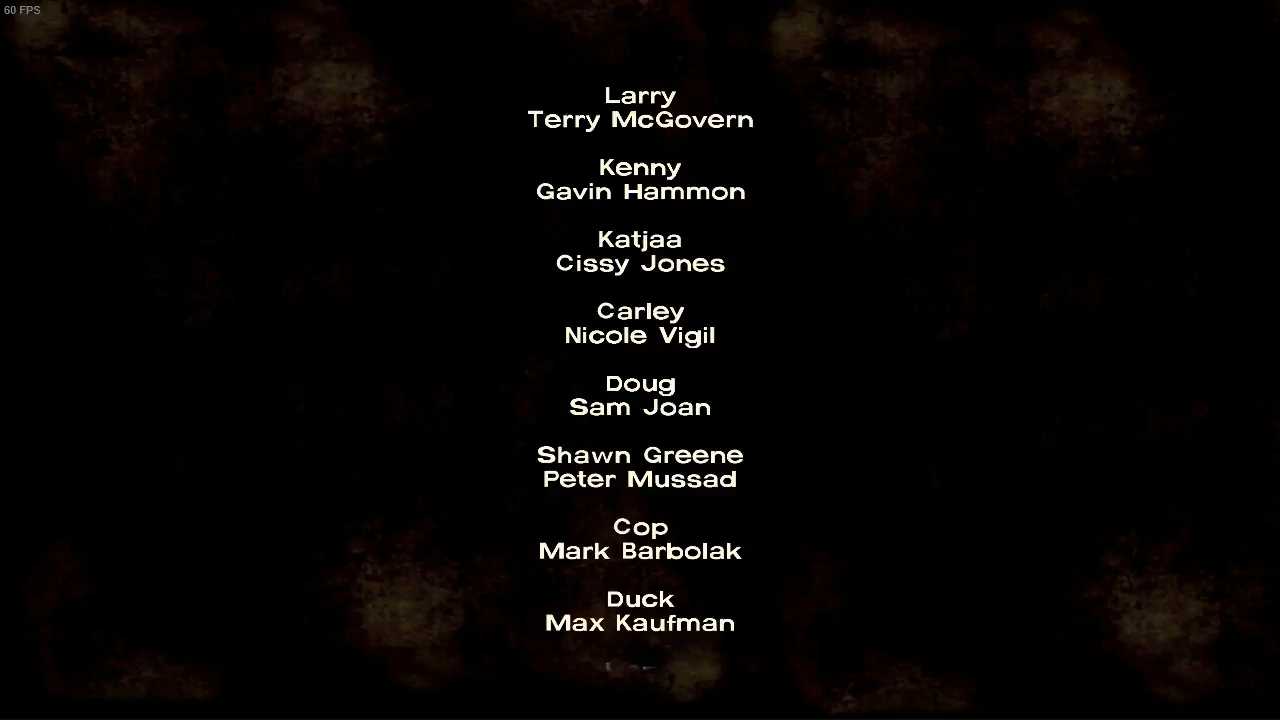 60 FPS
Larry
Terry McGovern
Kenny
Gavin Hammon
Katjaa
Cissy Jones
Carley
Nicole Vigil
Doug
Sam Joan
Shawn Greene
Peter Mussad
Cop
Mark Barbolak
Duck
Max Kaufman